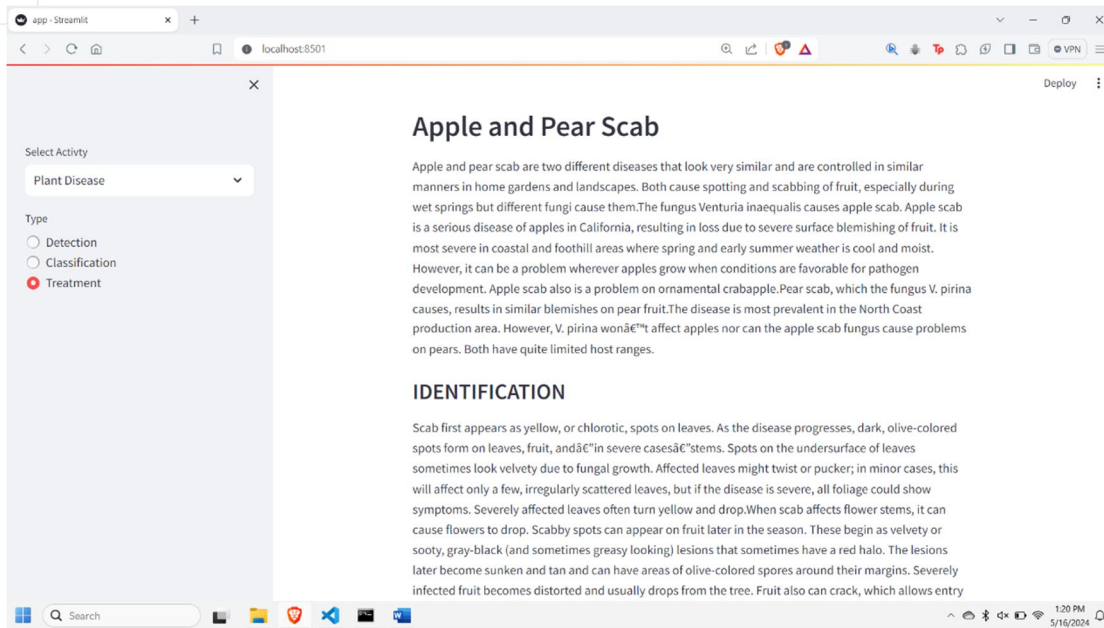 app - Streamlit
localhost:8501
VPN
Deploy
Select Activty
Plant Disease
Type
Detection
Classification
Treatment
Apple and Pear Scab
Apple and pear scab are two different diseases that look very similar and are controlled in similar
manners in home gardens and landscapes. Both cause spotting and scabbing of fruit, especially during
wet springs but different fungi cause them.The fungus Venturia inaequalis causes apple scab. Apple scab
is a serious disease of apples in California, resulting in loss due to severe surface blemishing of fruit. It is
most severe in coastal and foothill areas where spring and early summer weather is cool and moist.
However, it can be a problem wherever apples grow when conditions are favorable for pathogen
development. Apple scab also is a problem on ornamental crabapple.Pear scab, which the fungus V. pirina
causes, results in similar blemishes on pear fruit.The disease is most prevalent in the North Coast
production area. However, V. pirina wonâ€™t affect apples nor can the apple scab fungus cause problems
on pears. Both have quite limited host ranges.
IDENTIFICATION
Scab first appears as yellow, or chlorotic, spots on leaves. As the disease progresses, dark, olive-colored
spots form on leaves, fruit, andâ€”in severe casesâ€”stems. Spots on the undersurface of leaves
sometimes look velvety due to fungal growth. Affected leaves might twist or pucker; in minor cases, this
will affect only a few, irregularly scattered leaves, but if the disease is severe, all foliage could show
symptoms. Severely affected leaves often turn yellow and drop.When scab affects flower stems, it can
cause flowers to drop. Scabby spots can appear on fruit later in the season. These begin as velvety or
sooty, gray-black (and sometimes greasy looking) lesions that sometimes have a red halo. The lesions
later become sunken and tan and can have areas of olive-colored spores around their margins. Severely
infected fruit becomes distorted and usually drops from the tree. Fruit also can crack, which allows entry
Search
1:20 PM
5/16/2024